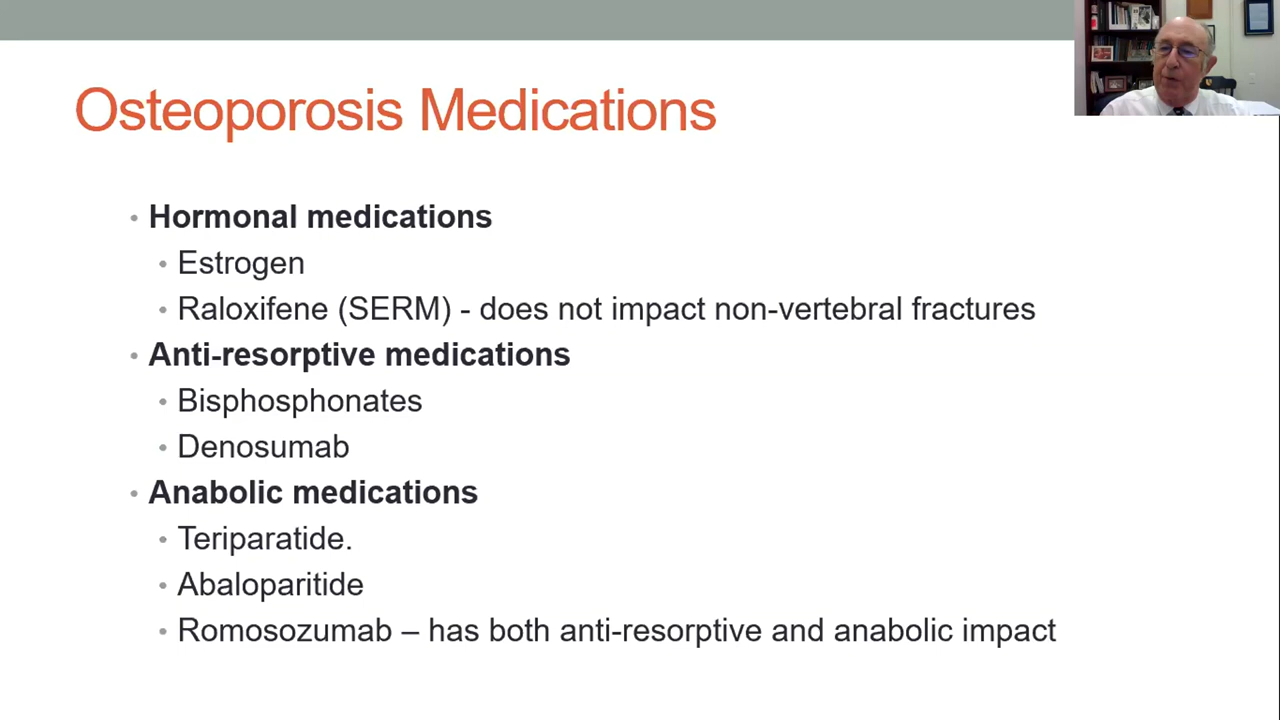 Osteoporosis Medications
• Hormonal medications
• Estrogen
• Raloxifene (SERM) - does not impact non-vertebral fractures
• Anti-resorptive medications
• Bisphosphonates
• Denosumab
• Anabolic medications
• Teriparatide.
• Abaloparitide
• Romosozumab – has both anti-resorptive and anabolic impact